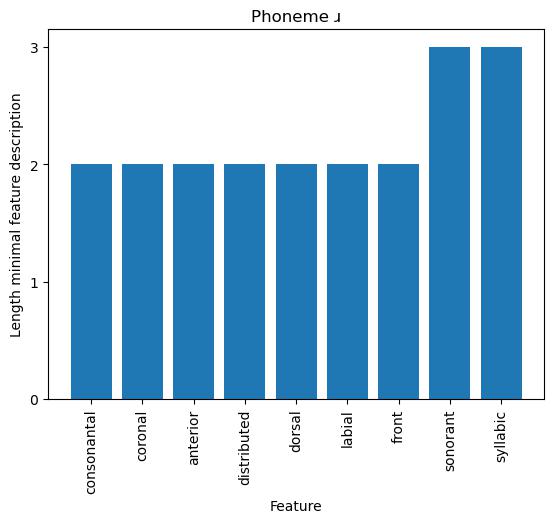 Phoneme ɹ
Length minimal feature description
3
2
1
0
consonantal
coronal
anterior
distributed
dorsal
labial
front
sonorant
syllabic
Feature